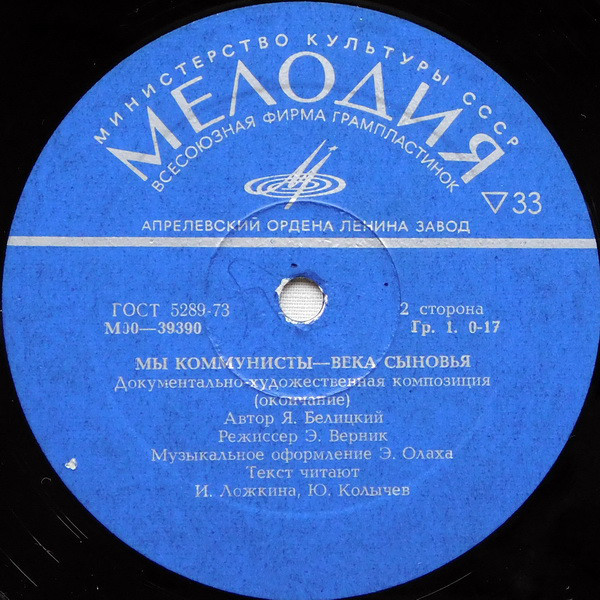 МИНИСТЕРСТВО КУЛЬТУРЫ СССР
МЕЛОДИЯ
ВСЕСОЮЗНАЯ ФИРМА ГРАМПЛАСТИНОК
33
АПРЕЛЕВСКИЙ ОРДЕНА ЛЕНИНА ЗАВОД
ГОСТ 5289-73 2 сторона
М00—39390 Гр. 1. 0-17
МЫ КОММУНИСТЫ—ВЕКА СЫНОВЬЯ
Документально-художественная композиция
(окончание)
Автор Я. Белицкий
Режиссер Э. Верник
Музыкальное оформление Э. Олаха
Текст читают
И. Ложкина, Ю. Колычев